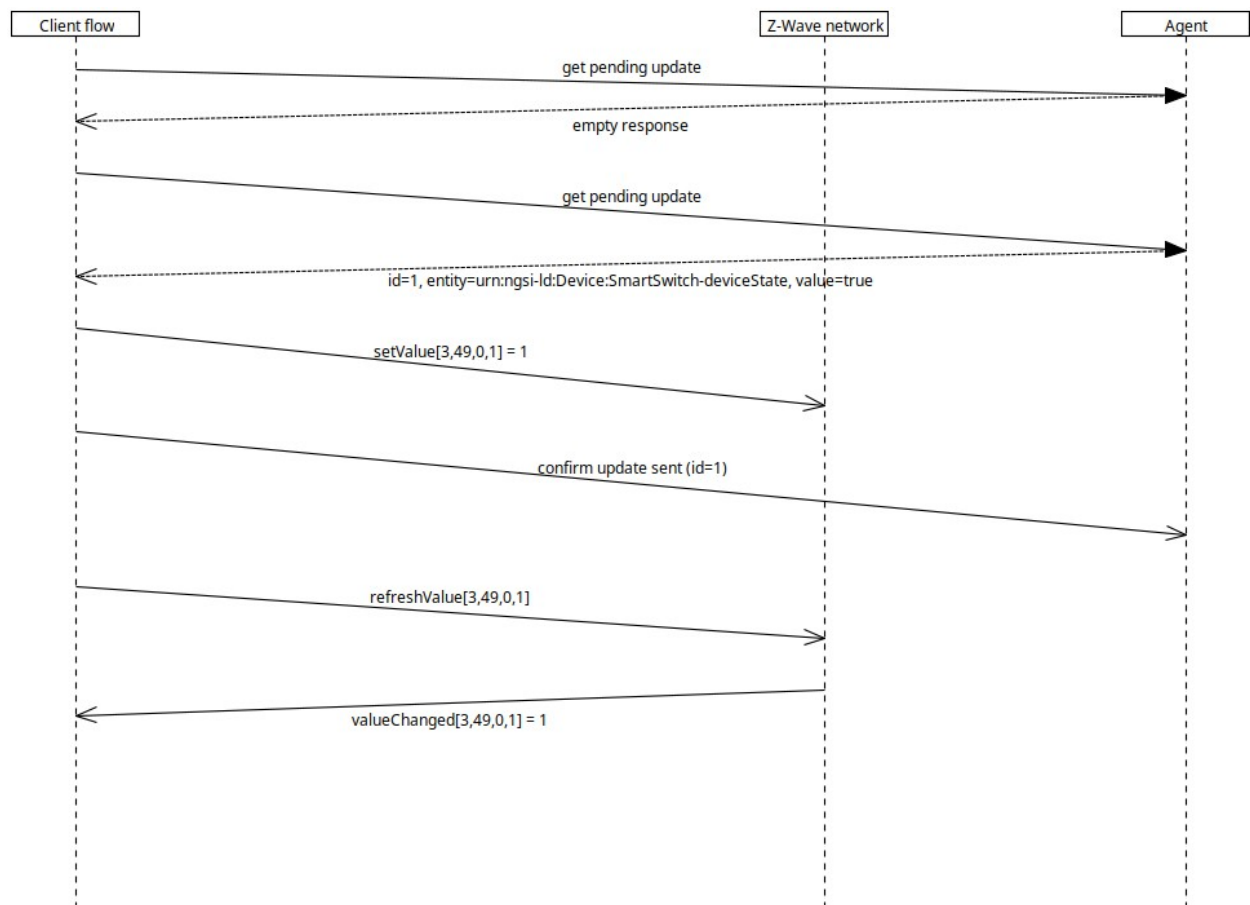 Client flow
Z-Wave network
Agent
get pending update
empty response
get pending update
id=1, entity=urn:ngsi-ld:Device:SmartSwitch-deviceState, value=true
setValue[3,49,0,1] = 1
confirm update sent (id=1)
refreshValue[3,49,0,1]
valueChanged[3,49,0,1] = 1